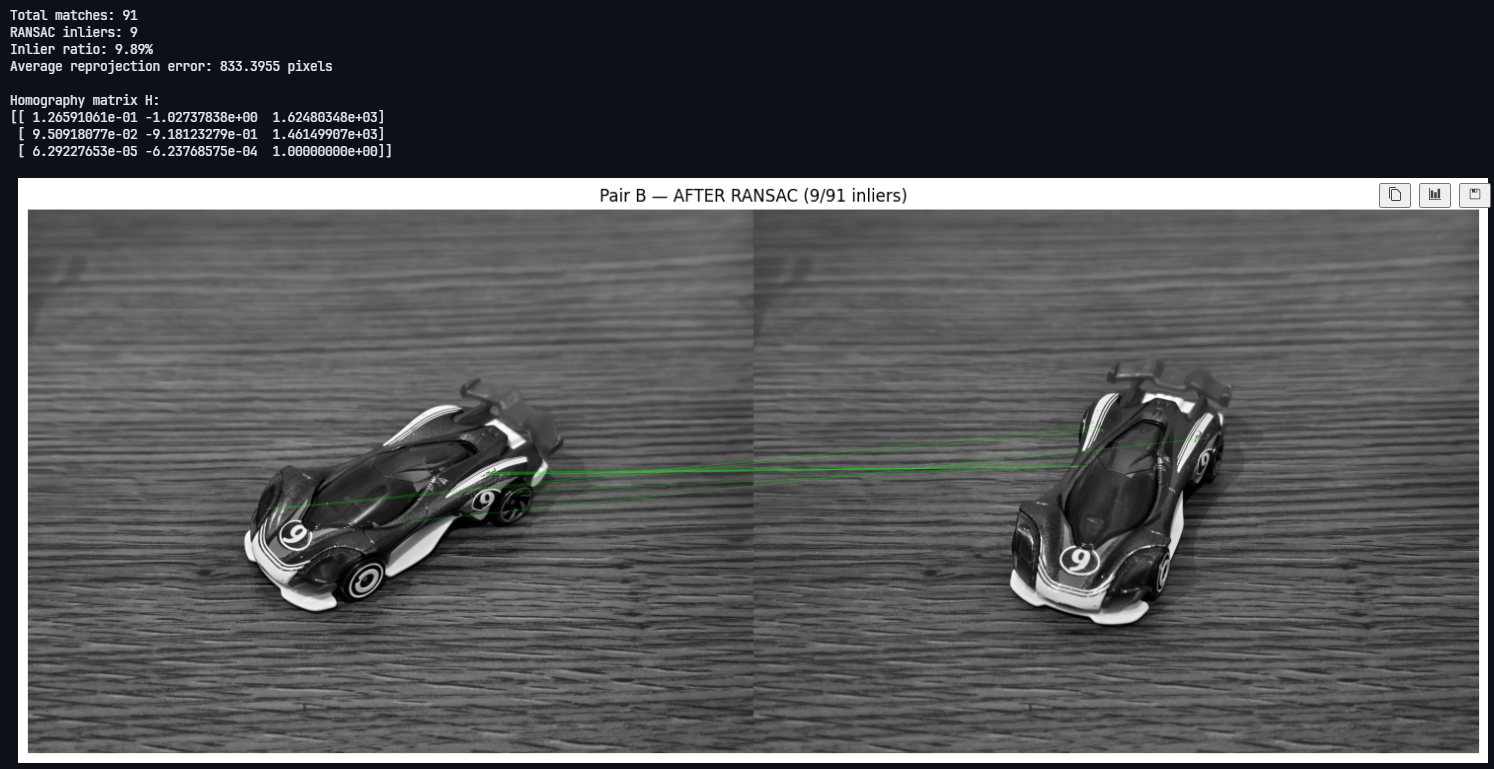 Total matches: 91
RANSAC inliers: 9
Inlier ratio: 9.89%
Average reprojection error: 833.3955 pixels
Homography matrix H:
[[ 1.26591061e-01 -1.02737838e+00  1.62480348e+03]
 [ 9.50918077e-02 -9.18123279e-01  1.46149907e+03]
 [ 6.29227653e-05 -6.23768575e-04  1.00000000e+00]]
Pair B — AFTER RANSAC (9/91 inliers)
9
9
9
9